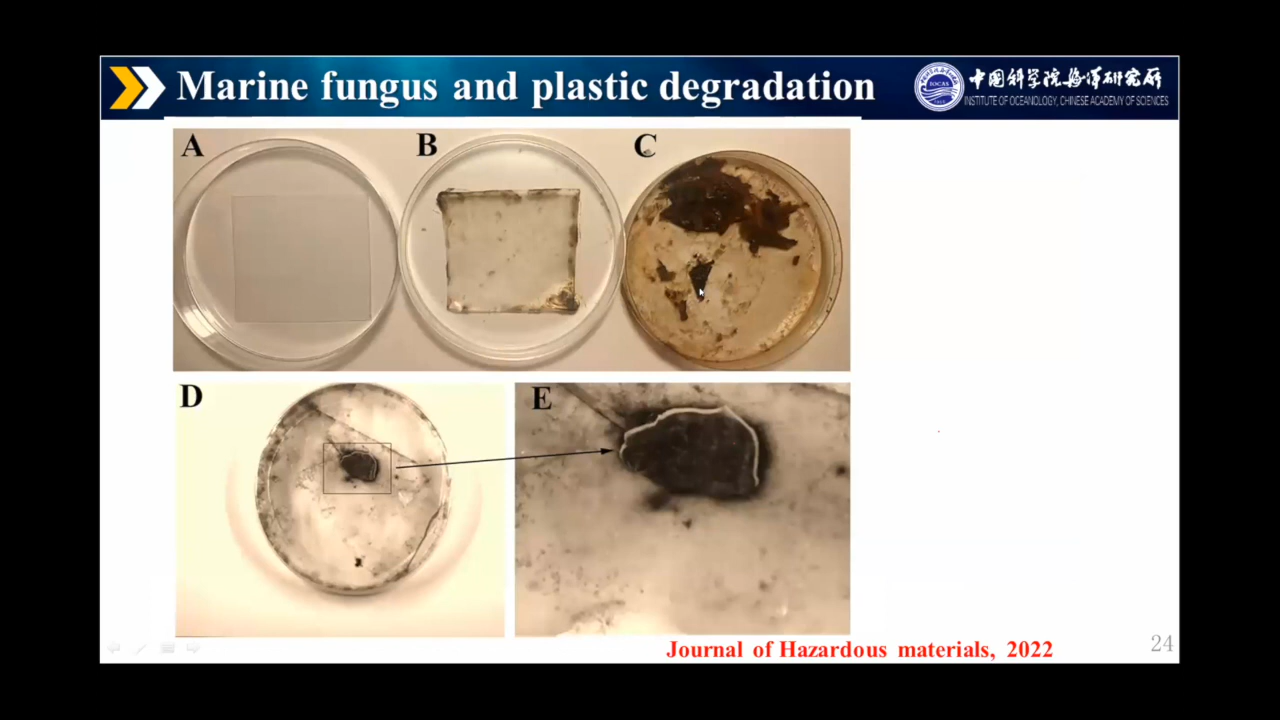 Marine fungus and plastic degradation
中国科学院海洋研究所
INSTITUTE OF OCEANOLOGY, CHINESE ACADEMY OF SCIENCES
IOCAS
A
B
C
D
E
Journal of Hazardous materials, 2022
24